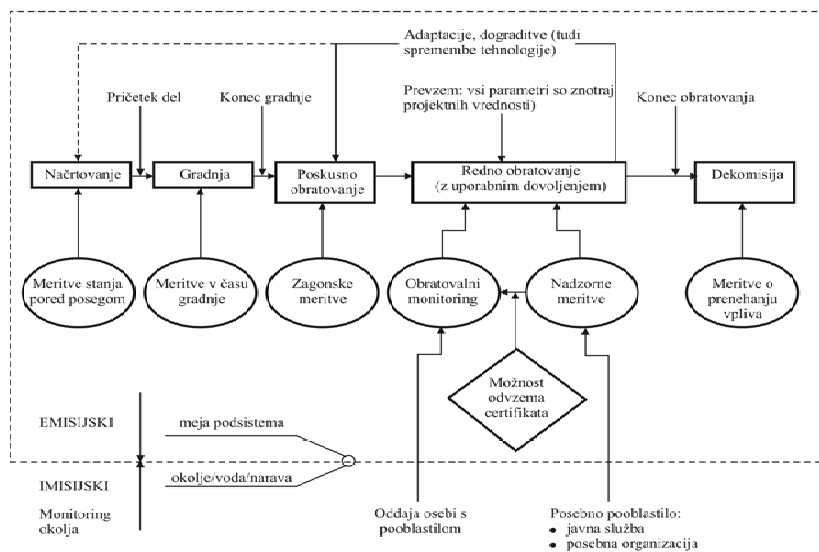 Adaptacije, dograditve (tudi
spremembe tehnologije)
Pričetek del
Konec gradnje
Prevzem: vsi parametri so znotraj
projektnih vrednosti)
Konec obratovanja
Načrtovanje
Gradnja
Poskusno
obratovanje
Redno obratovanje
(z uporabnim dovoljenjem)
Dekomisija
Meritve stanja
pored posegom
Meritve v času
gradnje
Zagonske
meritve
Obratovalni
monitoring
Nadzorne
meritve
Meritve o
prenehanju
vpliva
Možnost
odvzema
certifikata
EMISIJSKI
meja podsistema
IMISIJSKI
okolje/voda/narava
Monitoring
okolja
Oddaja osebi s
pooblastilom
Posebno pooblastilo:
• javna služba
• posebna organizacija